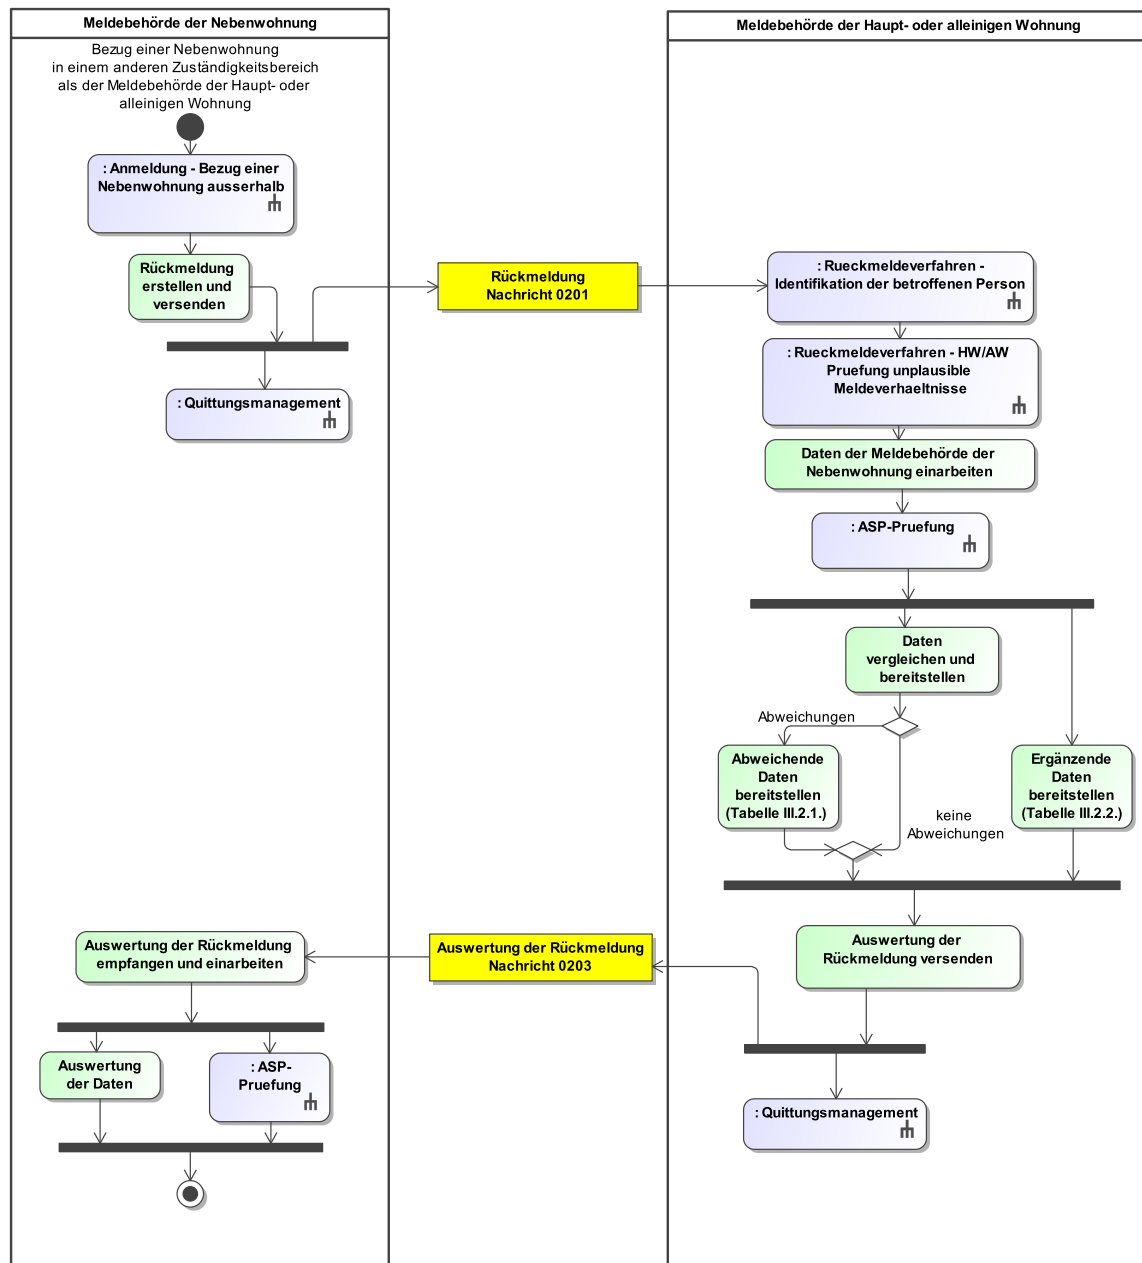 Meldebehörde der Nebenwohnung
Meldebehörde der Haupt- oder alleinigen Wohnung
Bezug einer Nebenwohnung
in einem anderen Zuständigkeitsbereich
als der Meldebehörde der Haupt- oder
alleinigen Wohnung
: Anmeldung - Bezug einer
Nebenwohnung ausserhalb
Rückmeldung
erstellen und
versenden
: Quittungsmanagement
Rückmeldung
Nachricht 0201
: Rueckmeldeverfahren -
Identifikation der betroffenen Person
: Rueckmeldeverfahren - HW/AW
Pruefung unplausible
Meldeverhaeltnisse
Daten der Meldebehörde der
Nebenwohnung einarbeiten
: ASP-Pruefung
Daten
vergleichen und
bereitstellen
Abweichungen
Abweichende
Daten
bereitstellen
(Tabelle III.2.1.)
keine
Abweichungen
Ergänzende
Daten
bereitstellen
(Tabelle III.2.2.)
Auswertung der
Rückmeldung versenden
: Quittungsmanagement
Auswertung der Rückmeldung
Nachricht 0203
Auswertung der Rückmeldung
empfangen und einarbeiten
Auswertung
der Daten
: ASP-
Pruefung